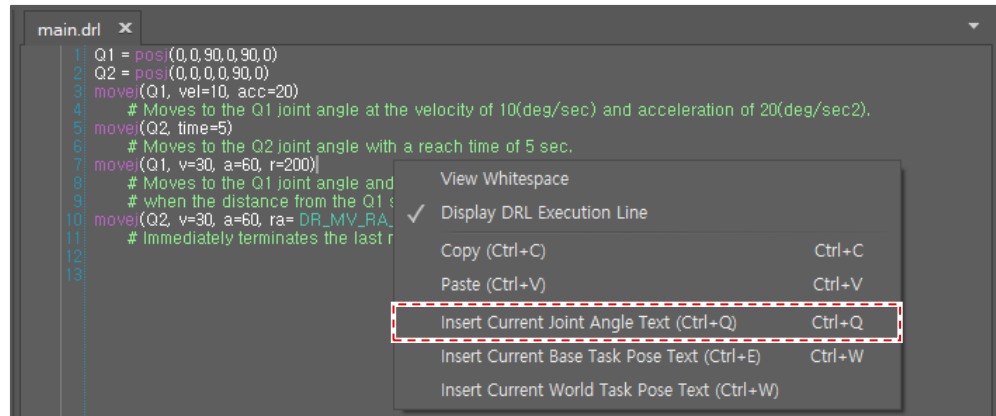 main.drl ×
1 Q1 = posj(0,0,90,0,90,0)
2 Q2 = posj(0,0,0,0,90,0)
3 movej(Q1, vel=10, acc=20)
4 # Moves to the Q1 joint angle at the velocity of 10(deg/sec) and acceleration of 20(deg/sec2).
5 movej(Q2, time=5)
6 # Moves to the Q2 joint angle with a reach time of 5 sec.
7 movej(Q1, v=30, a=60, r=200)
8 # Moves to the Q1 joint angle and
9 # when the distance from the Q1 s
10 movej(Q2, v=30, a=60, ra= DR_MV_RA_
11 # Immediately terminates the last
12
13
View Whitespace
✓ Display DRL Execution Line
Copy (Ctrl+C) Ctrl+C
Paste (Ctrl+V) Ctrl+V
Insert Current Joint Angle Text (Ctrl+Q) Ctrl+Q
Insert Current Base Task Pose Text (Ctrl+E) Ctrl+W
Insert Current World Task Pose Text (Ctrl+W)